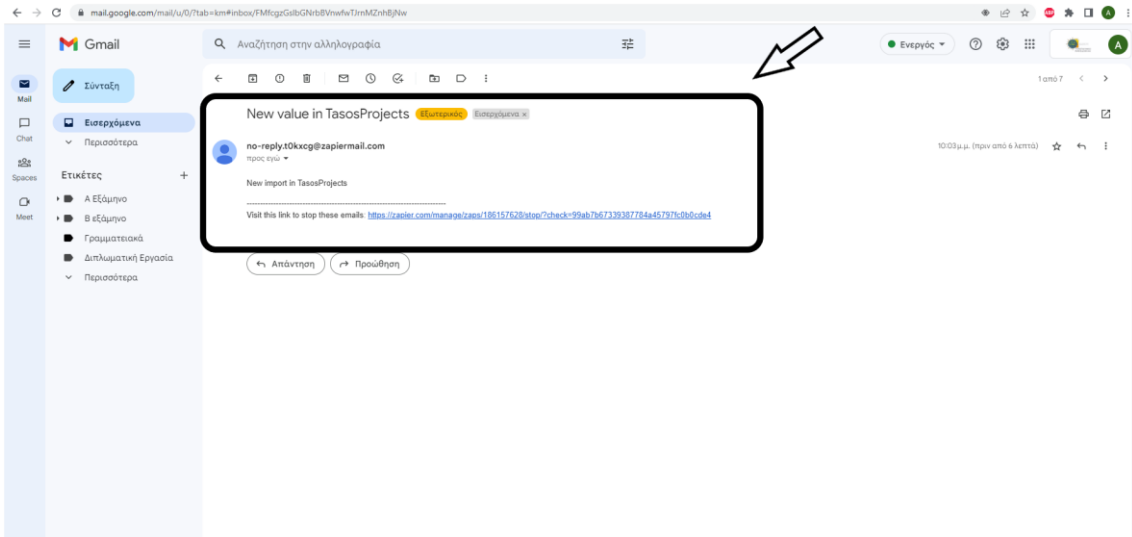 mail.google.com/mail/u/0/?tab=km#inbox/FMfcgzGslbGNrbBVnwfwTJrnMZnhBjNw
Gmail
Αναζήτηση στην αλληλογραφία
Ενεργός
A
Mail
Chat
Spaces
Meet
Σύνταξη
Εισερχόμενα
Περισσότερα
Ετικέτες
Α Εξάμηνο
Β εξάμηνο
Γραμματειακά
Διπλωματική Εργασία
Περισσότερα
1 από 7
New value in TasosProjects Εξωτερικός Εισερχόμενα x
no-reply.t0kxcg@zapiermail.com
προς εγώ
10:03 μ.μ. (πριν από 6 λεπτά)
New import in TasosProjects
Visit this link to stop these emails: https://zapier.com/manage/zaps/186157628/stop/?check=99ab7b67339387784a45797fc0b0cde4
Απάντηση Προώθηση